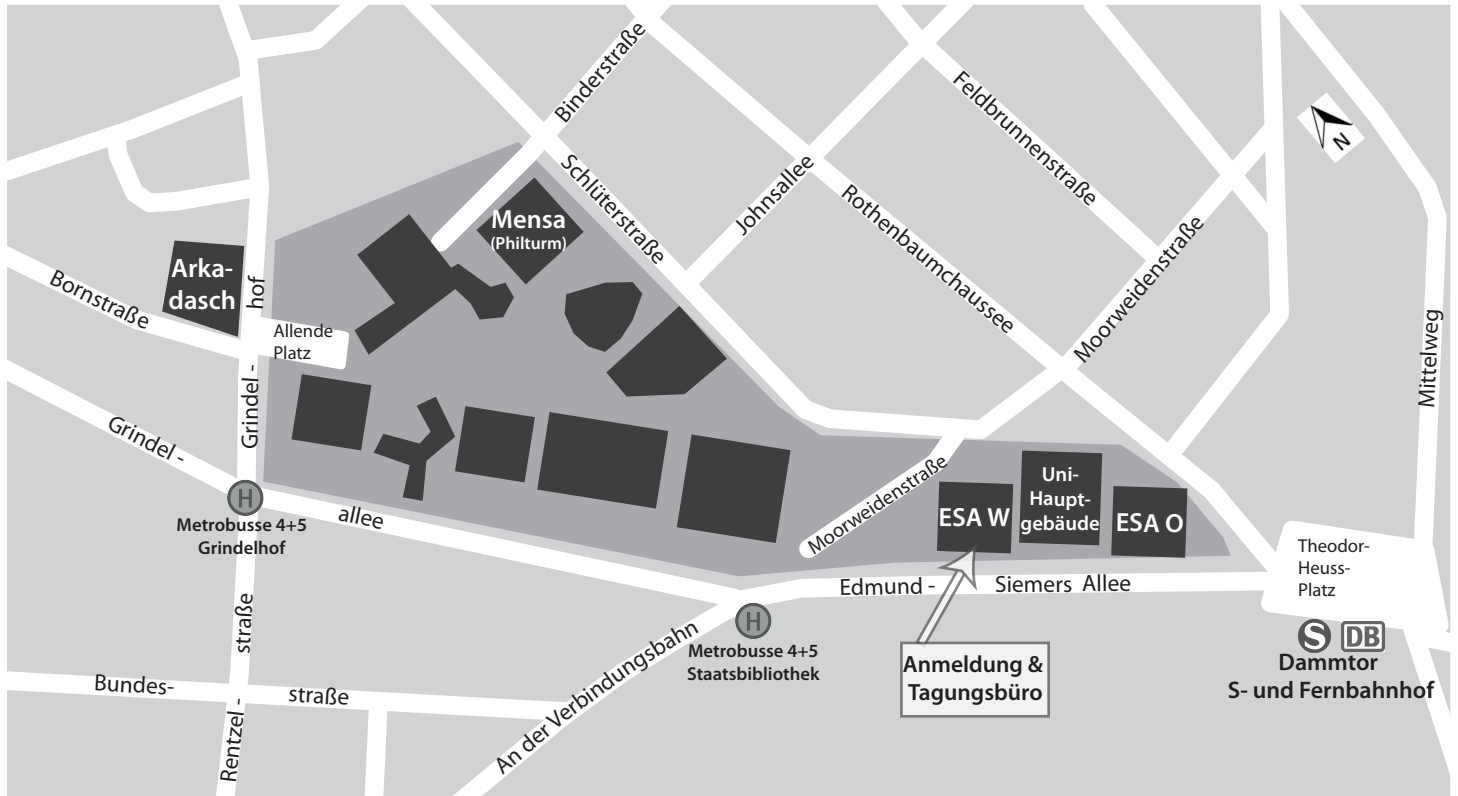 Binderstraße
Feldbrunnenstraße
N
Mensa
(Philturm)
Schlüterstraße
Johnsallee
Rothenbaumchaussee
Moorweidenstraße
Arka-
dasch
Bornstraße
Grindel -
hof
Allende
Platz
Mittelweg
Grindel -
allee
H
Metrobusse 4+5
Grindelhof
Moorweidenstraße
ESA W
Uni-
Haupt-
gebäude
ESA O
Theodor-
Heuss-
Platz
Edmund -
Siemers Allee
H
Metrobusse 4+5
Staatsbibliothek
An der Verbindungsbahn
Anmeldung &
Tagungsbüro
S DB
Dammtor
S- und Fernbahnhof
Bundes-
straße
Rentzel -
straße